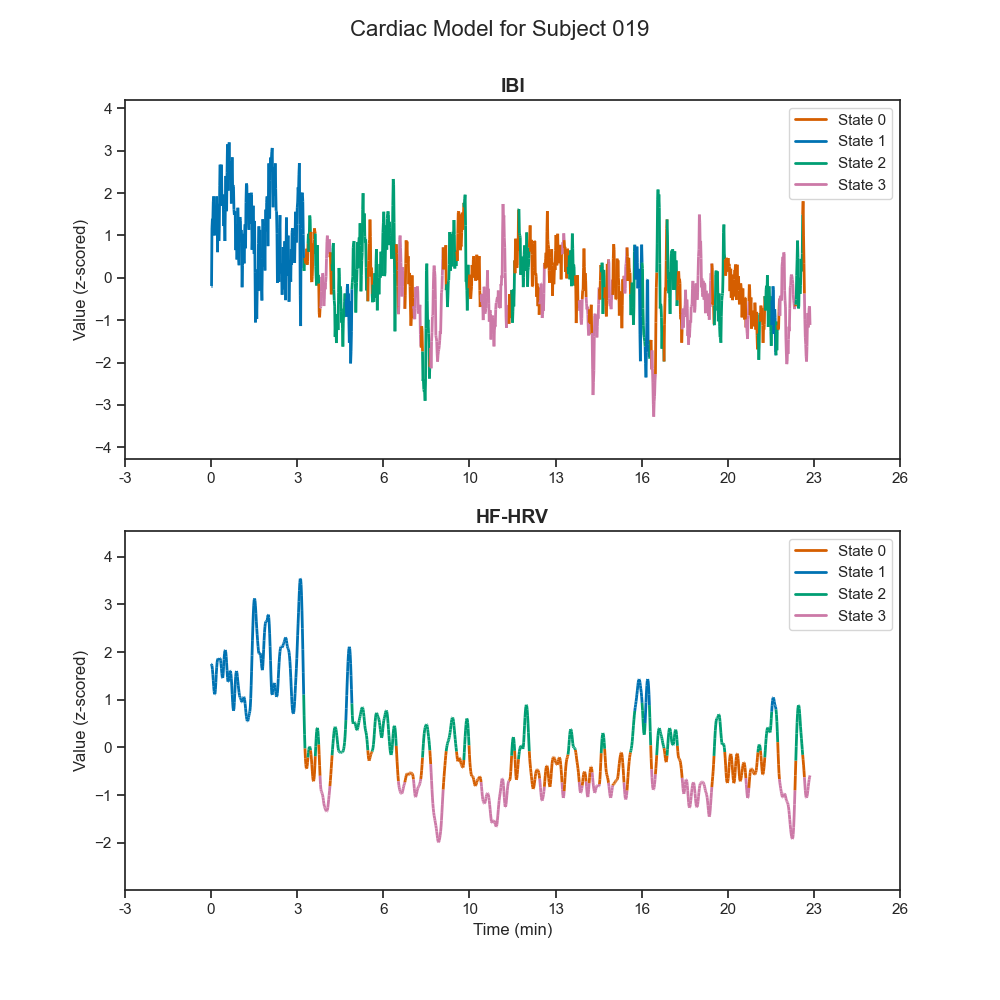 Cardiac Model for Subject 019
IBI
Value (z-scored)
4
3
2
1
0
−1
−2
−3
−4
State 0
State 1
State 2
State 3
-3 0 3 6 10 13 16 20 23 26
HF-HRV
Value (z-scored)
4
3
2
1
0
−1
−2
State 0
State 1
State 2
State 3
-3 0 3 6 10 13 16 20 23 26
Time (min)